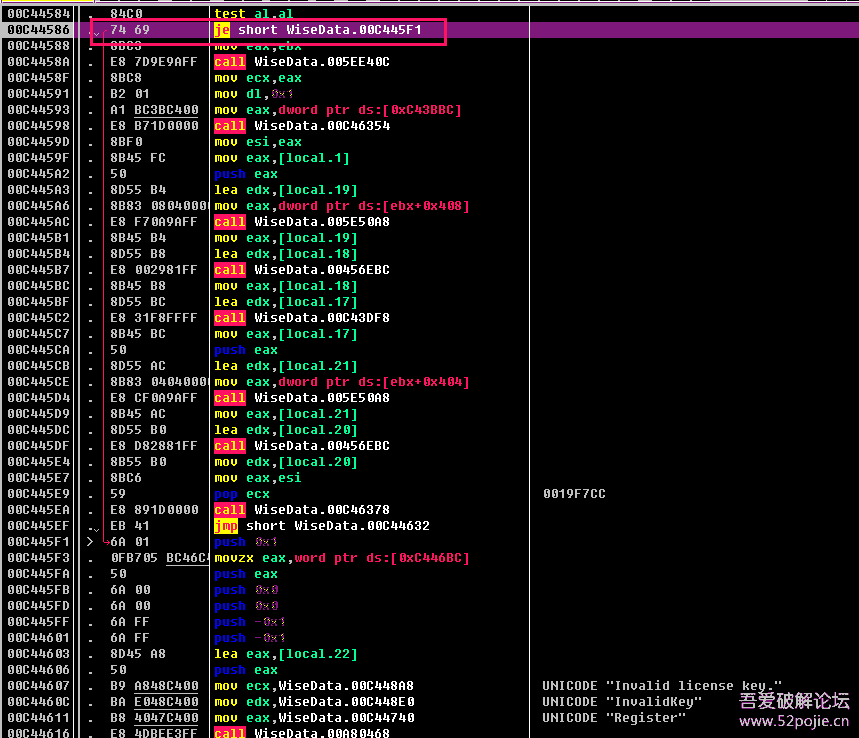 00C44584 . 84C0 test al,al
00C44586 . 74 69 je short WiseData.00C445F1
00C44588 . 8BC3 mov eax,ebx
00C4458A . E8 7D9E9AFF call WiseData.005EE40C
00C4458F . 8BC8 mov ecx,eax
00C44591 . B2 01 mov dl,0x1
00C44593 . A1 BC3BC400 mov eax,dword ptr ds:[0xC43BBC]
00C44598 . E8 B71D0000 call WiseData.00C46354
00C4459D . 8BF0 mov esi,eax
00C4459F . 8B45 FC mov eax,[local.1]
00C445A2 . 50 push eax
00C445A3 . 8D55 B4 lea edx,[local.19]
00C445A6 . 8B83 08040000 mov eax,dword ptr ds:[ebx+0x408]
00C445AC . E8 F70A9AFF call WiseData.005E50A8
00C445B1 . 8B45 B4 mov eax,[local.19]
00C445B4 . 8D55 B8 lea edx,[local.18]
00C445B7 . E8 002981FF call WiseData.00456EBC
00C445BC . 8B45 B8 mov eax,[local.18]
00C445BF . 8D55 BC lea edx,[local.17]
00C445C2 . E8 31F8FFFF call WiseData.00C43DF8
00C445C7 . 8B45 BC mov eax,[local.17]
00C445CA . 50 push eax
00C445CB . 8D55 AC lea edx,[local.21]
00C445CE . 8B83 04040000 mov eax,dword ptr ds:[ebx+0x404]
00C445D4 . E8 CF0A9AFF call WiseData.005E50A8
00C445D9 . 8B45 AC mov eax,[local.21]
00C445DC . 8D55 B0 lea edx,[local.20]
00C445DF . E8 D82881FF call WiseData.00456EBC
00C445E4 . 8B55 B0 mov edx,[local.20]
00C445E7 . 8BC6 mov eax,esi
00C445E9 . 59 pop ecx 0019F7CC
00C445EA . E8 891D0000 call WiseData.00C46378
00C445EF . EB 41 jmp short WiseData.00C44632
00C445F1 > 6A 01 push 0x1
00C445F3 . 0FB705 BC46C4 movzx eax,word ptr ds:[0xC446BC]
00C445FA . 50 push eax
00C445FB . 6A 00 push 0x0
00C445FD . 6A 00 push 0x0
00C445FF . 6A FF push -0x1
00C44601 . 6A FF push -0x1
00C44603 . 8D45 A8 lea eax,[local.22]
00C44606 . 50 push eax
00C44607 . B9 A848C400 mov ecx,WiseData.00C448A8 UNICODE "Invalid license key."
00C4460C . BA E048C400 mov edx,WiseData.00C448E0 UNICODE "InvalidKey"
00C44611 . B8 4047C400 mov eax,WiseData.00C44740 UNICODE "Register"
00C44616 . E8 4DBEE3FF call WiseData.00A80468
吾爱破解论坛
www.52pojie.cn